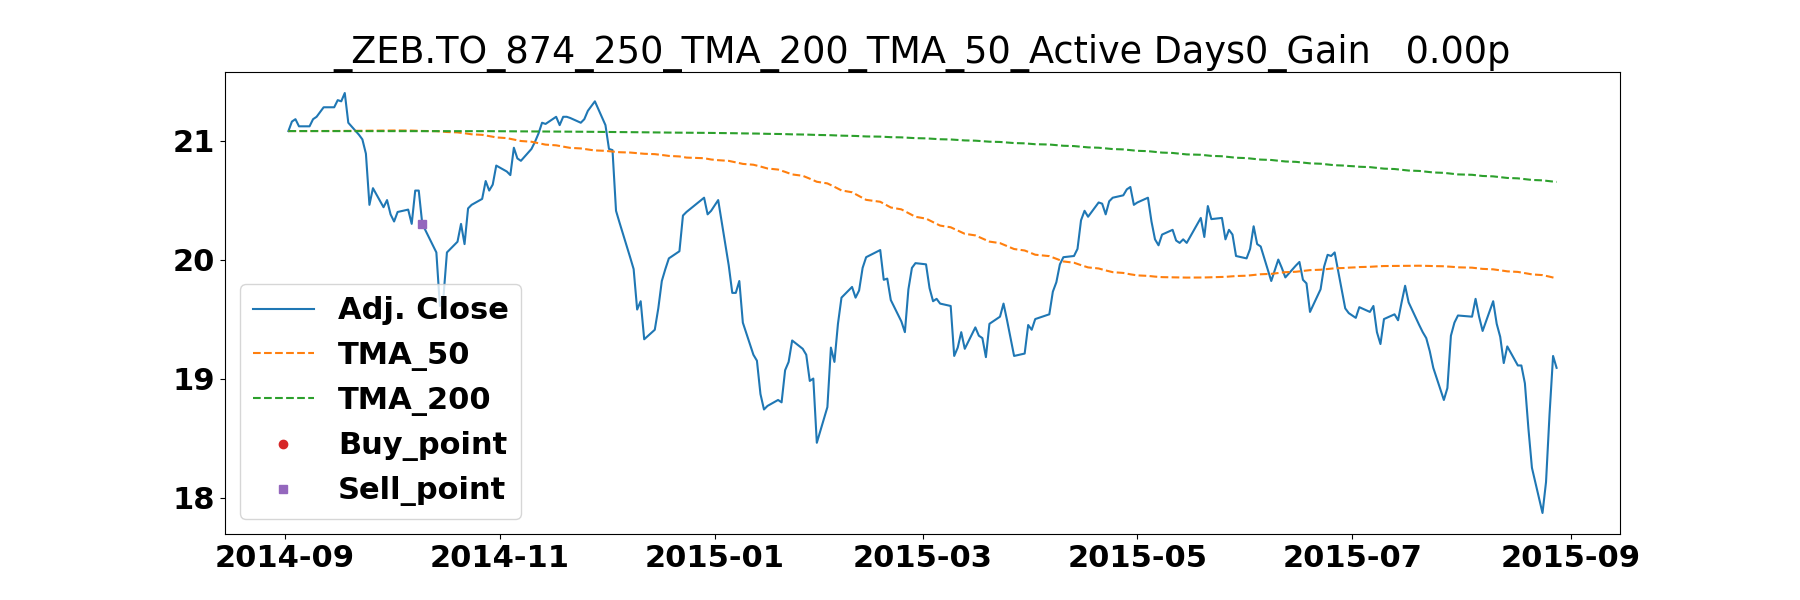 _ZEB.TO_874_250_TMA_200_TMA_50_Active Days0_Gain 0.00p
21
20
19
18
Adj. Close
TMA_50
TMA_200
Buy_point
Sell_point
2014-09 2014-11 2015-01 2015-03 2015-05 2015-07 2015-09